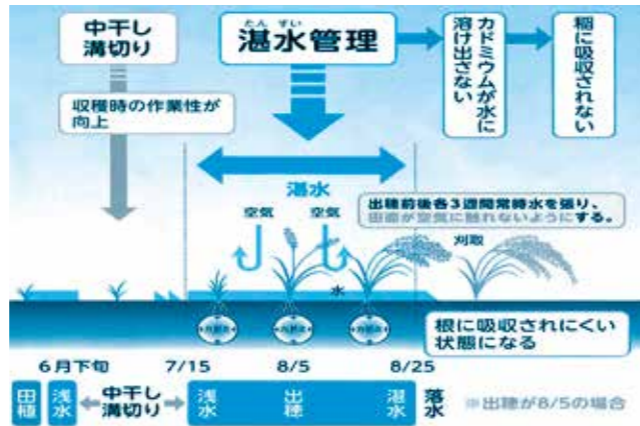 中干し
溝切り
たん すい
湛水管理
カドミウムが水に
溶け出さない
稲に吸収されない
収穫時の作業性が
向上
湛水
空気
空気
出穂前後各3週間常時水を張り、
田面が空気に触れないようにする。
刈取
水
根に吸収されにくい
状態になる
6月下旬
7/15
8/5
8/25
田植
浅水
中干し
溝切り
浅水
出穂
湛水
落水
※出穂が8/5の場合